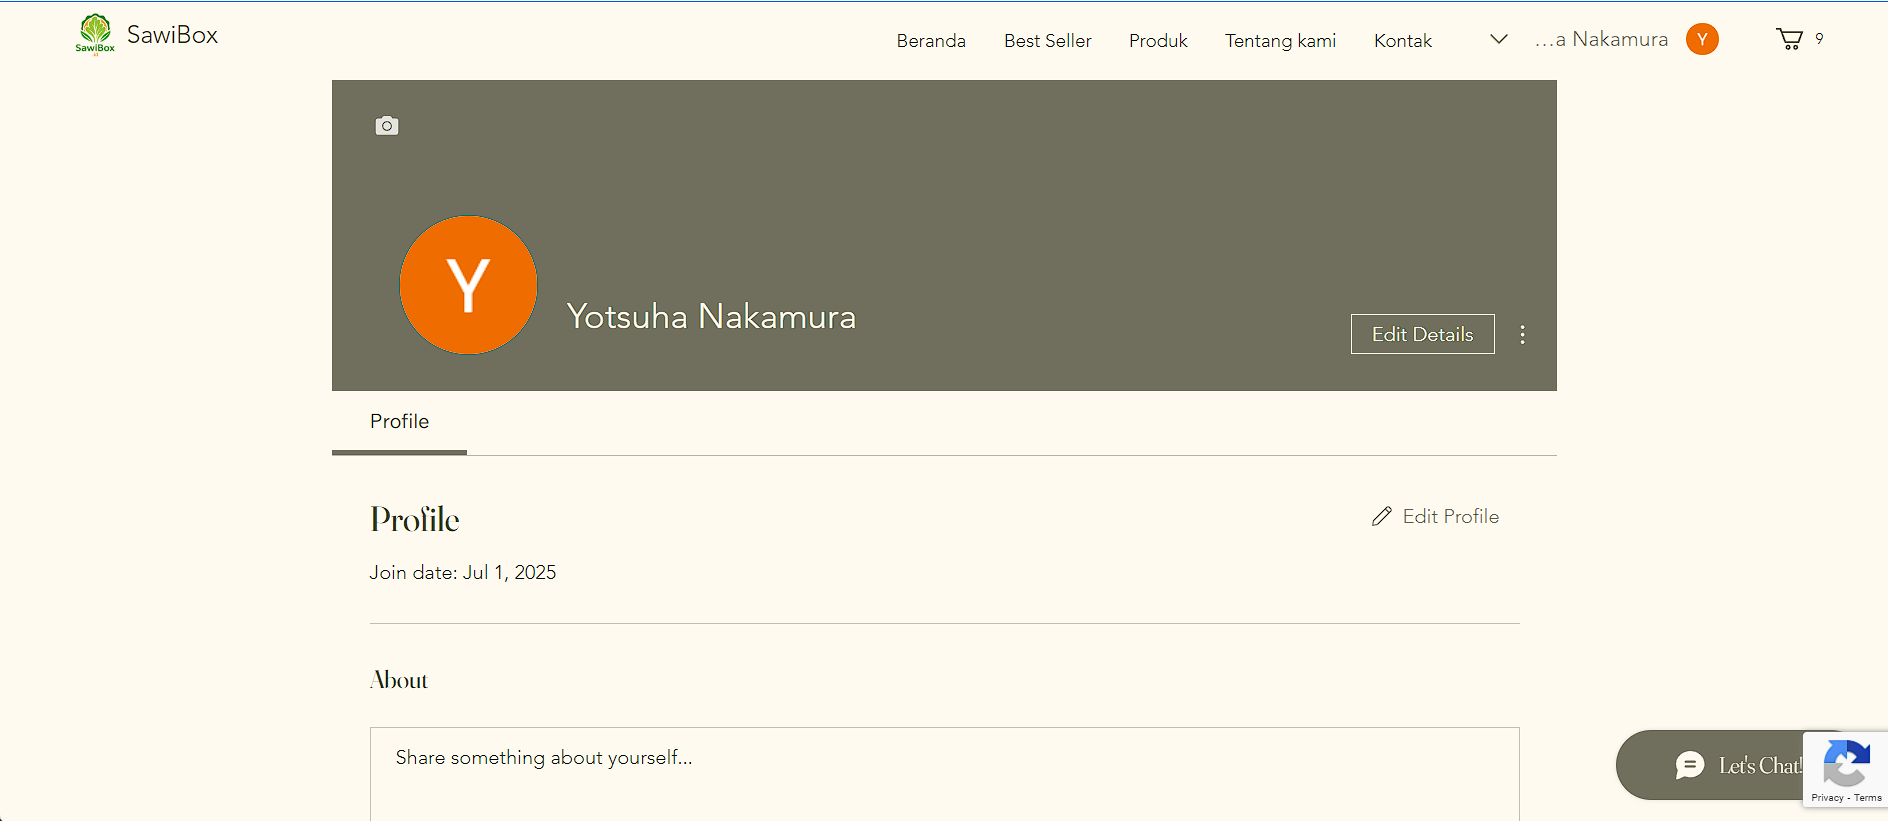 SawiBox
SawiBox
Beranda
Best Seller
Produk
Tentang kami
Kontak
...a Nakamura
Y
9
Y
Yotsuha Nakamura
Edit Details
Profile
Profile
Edit Profile
Join date: Jul 1, 2025
About
Share something about yourself...
Let's Chat!
Privacy - Terms